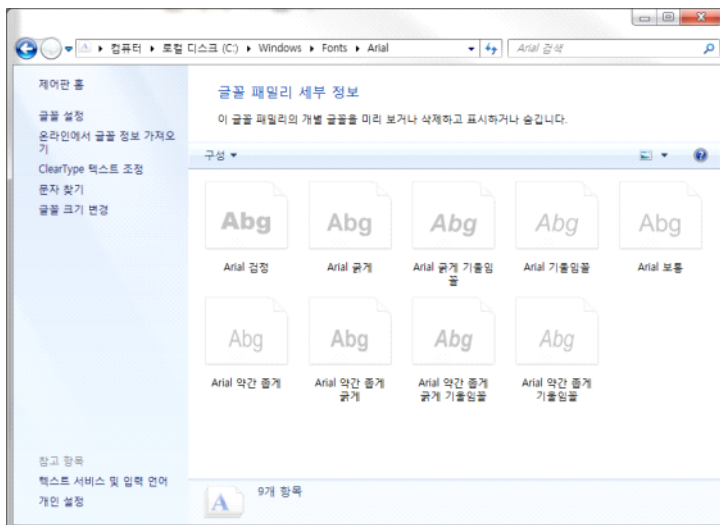 컴퓨터 ▸ 로컬 디스크 (C:) ▸ Windows ▸ Fonts ▸ Arial
Arial 검색
제어판 홈
글꼴 설정
온라인에서 글꼴 정보 가져오
기
ClearType 텍스트 조정
문자 찾기
글꼴 크기 변경
참고 항목
텍스트 서비스 및 입력 언어
개인 설정
글꼴 패밀리 세부 정보
이 글꼴 패밀리의 개별 글꼴을 미리 보거나 삭제하고 표시하거나 숨깁니다.
구성
Abg Abg Abg Abg Abg
Arial 검정 Arial 굵게 Arial 굵게 기울임 Arial 기울임꼴 Arial 보통
꼴
Abg Abg Abg Abg
Arial 약간 좁게 Arial 약간 좁게 Arial 약간 좁게 Arial 약간 좁게
굵게 굵게 기울임꼴 기울임꼴
A 9개 항목